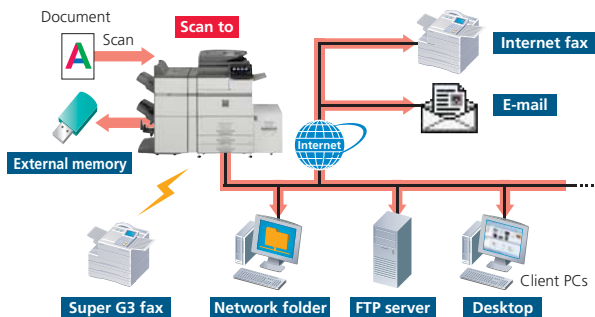 Document
Scan
A
Scan to
Internet fax
E-mail
Internet
External memory
Super G3 fax
Network folder
FTP server
Desktop
Client PCs